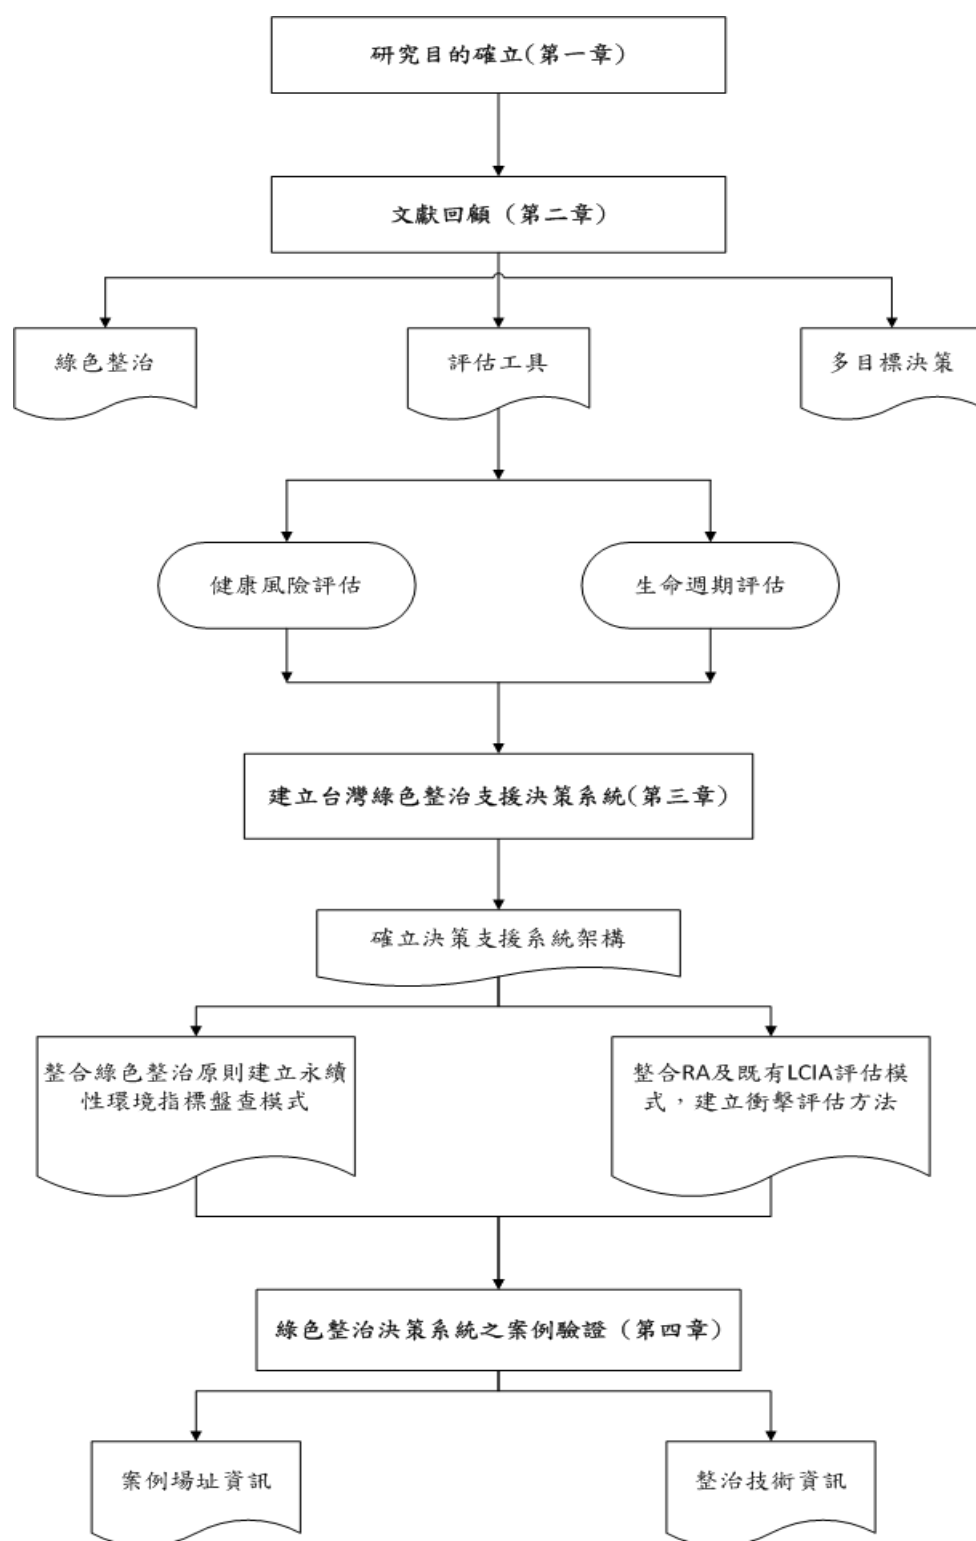 研究目的確立(第一章)
文獻回顧（第二章）
綠色整治
評估工具
多目標決策
健康風險評估
生命週期評估
建立台灣綠色整治支援決策系統(第三章)
確立決策支援系統架構
整合綠色整治原則建立永續
性環境指標盤查模式
整合RA及既有LCIA評估模
式，建立衝擊評估方法
綠色整治決策系統之案例驗證（第四章）
案例場址資訊
整治技術資訊